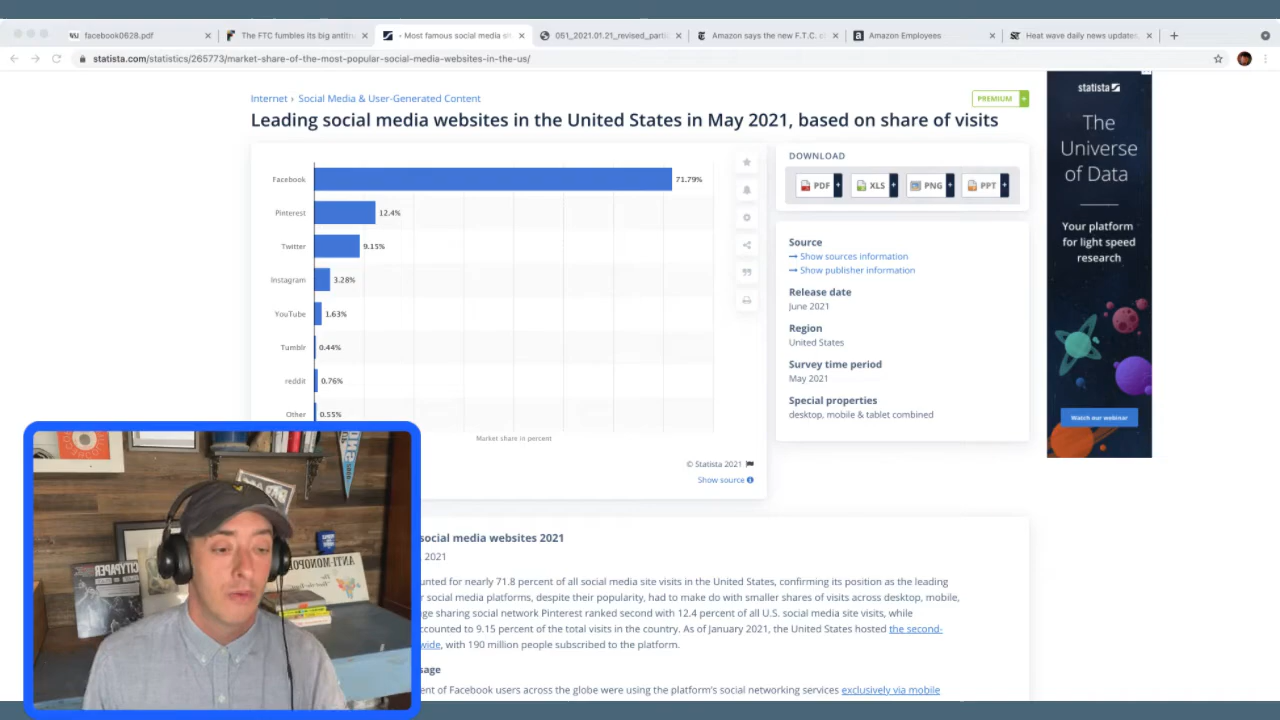 facebook0628.pdf
The FTC fumbles its big antitr
Most famous social media s
051_2021.01.21_revised_parti
Amazon says the new F.T.C. c
Amazon Employees
Heat wave daily news updates,
statista.com/statistics/265773/market-share-of-the-most-popular-social-media-websites-in-the-us/
Internet › Social Media & User-Generated Content
PREMIUM +
Leading social media websites in the United States in May 2021, based on share of visits
Facebook 71.79%
Pinterest 12.4%
Twitter 9.15%
Instagram 3.28%
YouTube 1.63%
Tumblr 0.44%
reddit 0.76%
Other 0.55%
Market share in percent
© Statista 2021
Show source
DOWNLOAD
PDF + XLS + PNG + PPT +
Source
→ Show sources information
→ Show publisher information
Release date
June 2021
Region
United States
Survey time period
May 2021
Special properties
desktop, mobile & tablet combined
statista
The
Universe
of Data
Your platform
for light speed
research
Watch our webinar
social media websites 2021
2021
unted for nearly 71.8 percent of all social media site visits in the United States, confirming its position as the leading
r social media platforms, despite their popularity, had to make do with smaller shares of visits across desktop, mobile,
ge sharing social network Pinterest ranked second with 12.4 percent of all U.S. social media site visits, while
ccounted to 9.15 percent of the total visits in the country. As of January 2021, the United States hosted the second-
wide, with 190 million people subscribed to the platform.
sage
ent of Facebook users across the globe were using the platform's social networking services exclusively via mobile
CITYPAPER
ANTI-MONOPOL